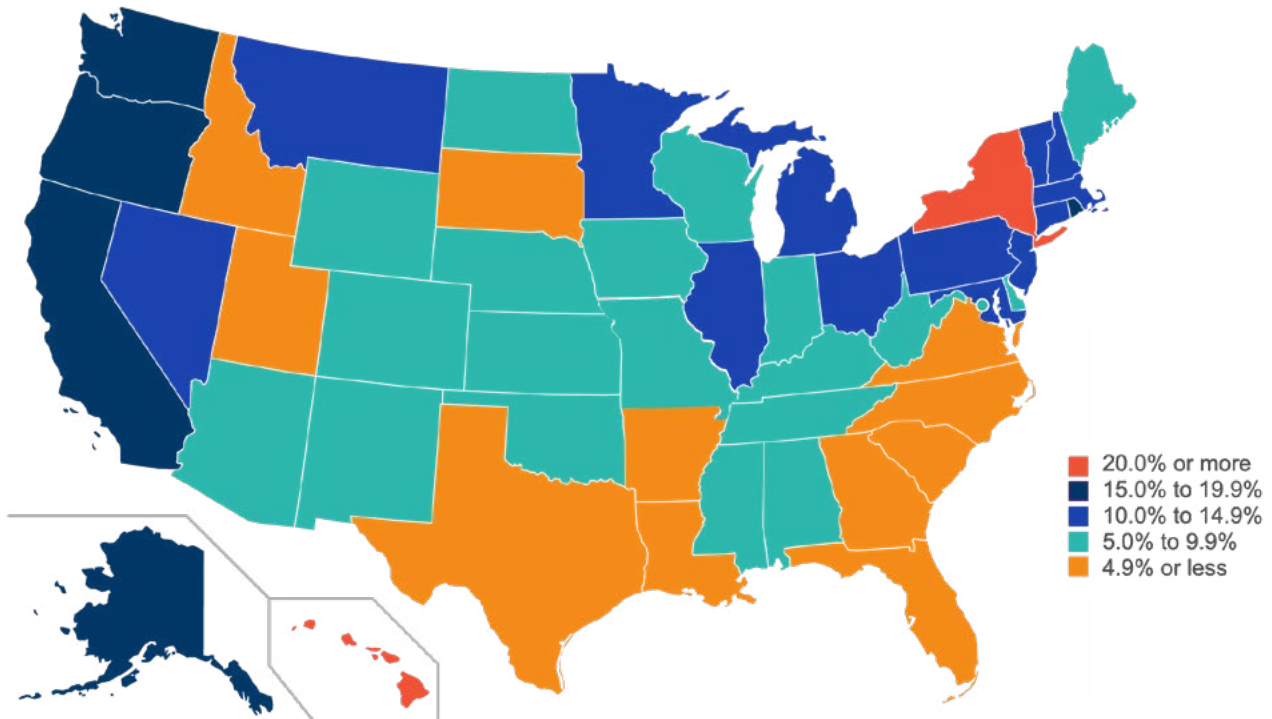 20.0% or more
15.0% to 19.9%
10.0% to 14.9%
5.0% to 9.9%
4.9% or less